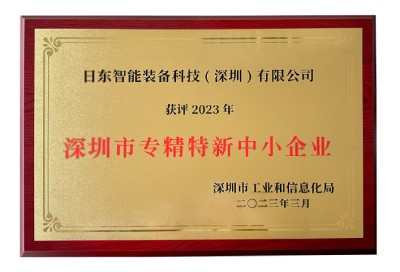 日东智能装备科技（深圳）有限公司
获评 2023 年
深圳市专精特新中小企业
深圳市工业和信息化局
二〇二三年三月